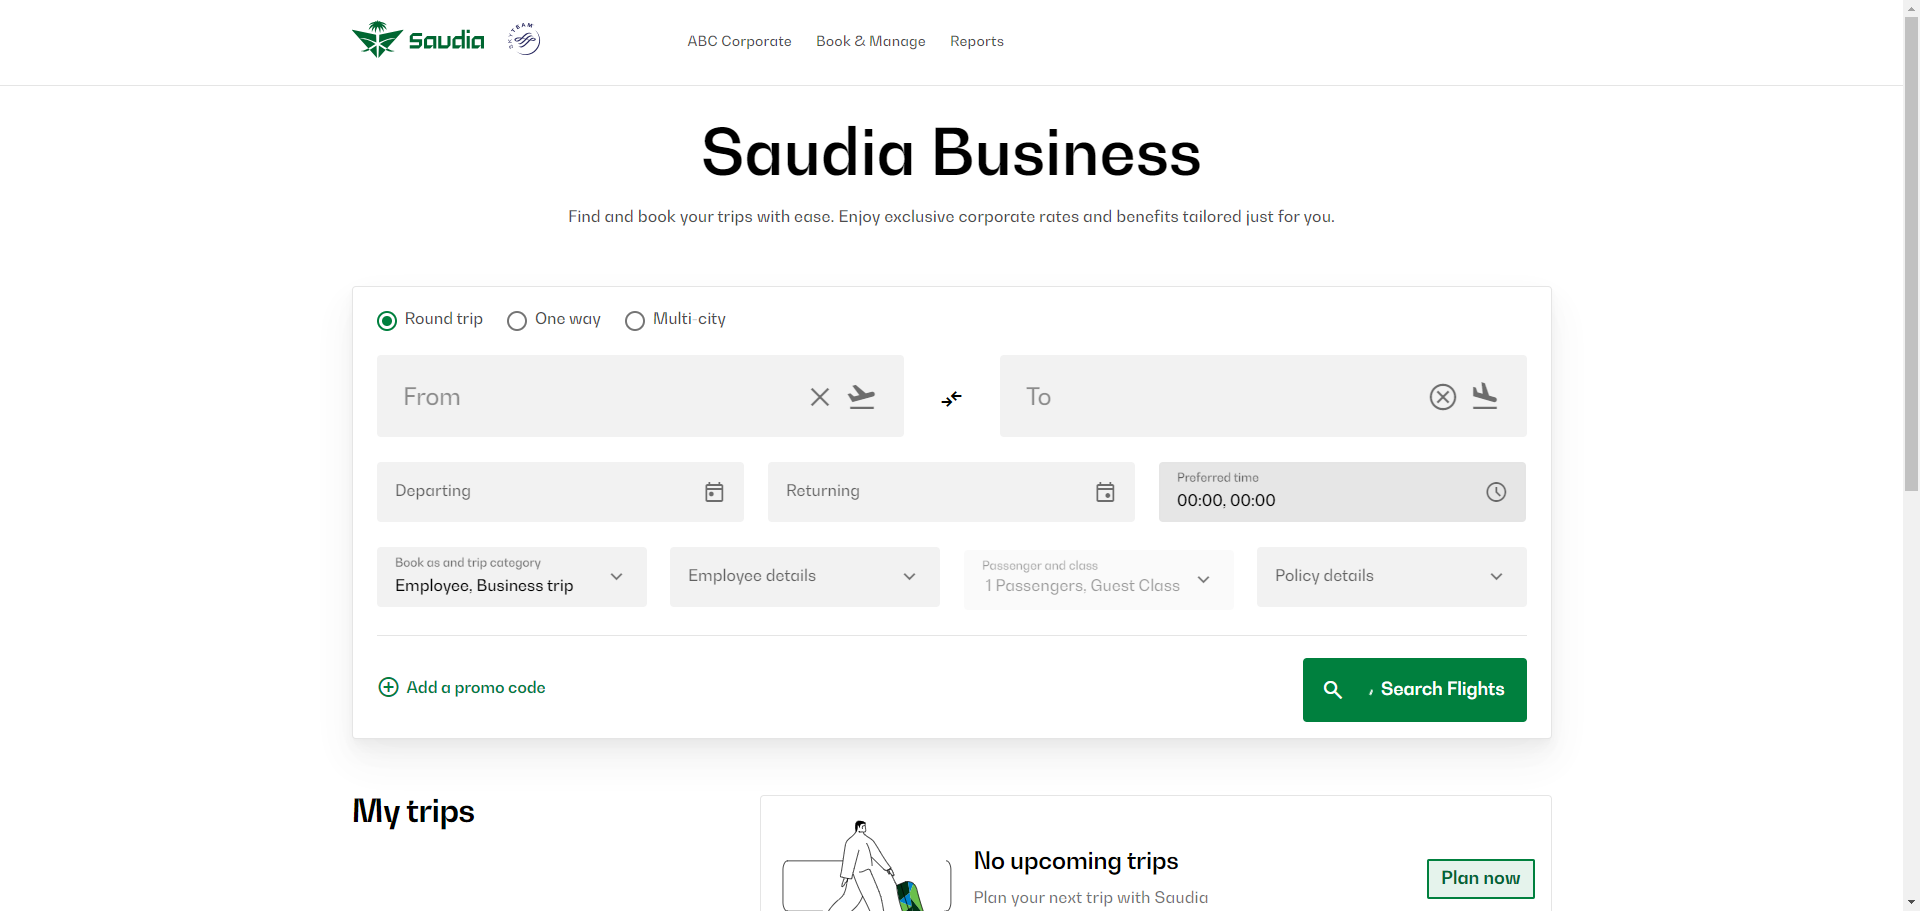 Saudia
SKYTEAM
ABC Corporate
Book & Manage
Reports
Saudia Business
Find and book your trips with ease. Enjoy exclusive corporate rates and benefits tailored just for you.
Round trip
One way
Multi-city
From
To
Departing
Returning
Preferred time
00:00, 00:00
Book as and trip category
Employee, Business trip
Employee details
Passenger and class
1 Passengers, Guest Class
Policy details
Add a promo code
Search Flights
My trips
No upcoming trips
Plan your next trip with Saudia
Plan now